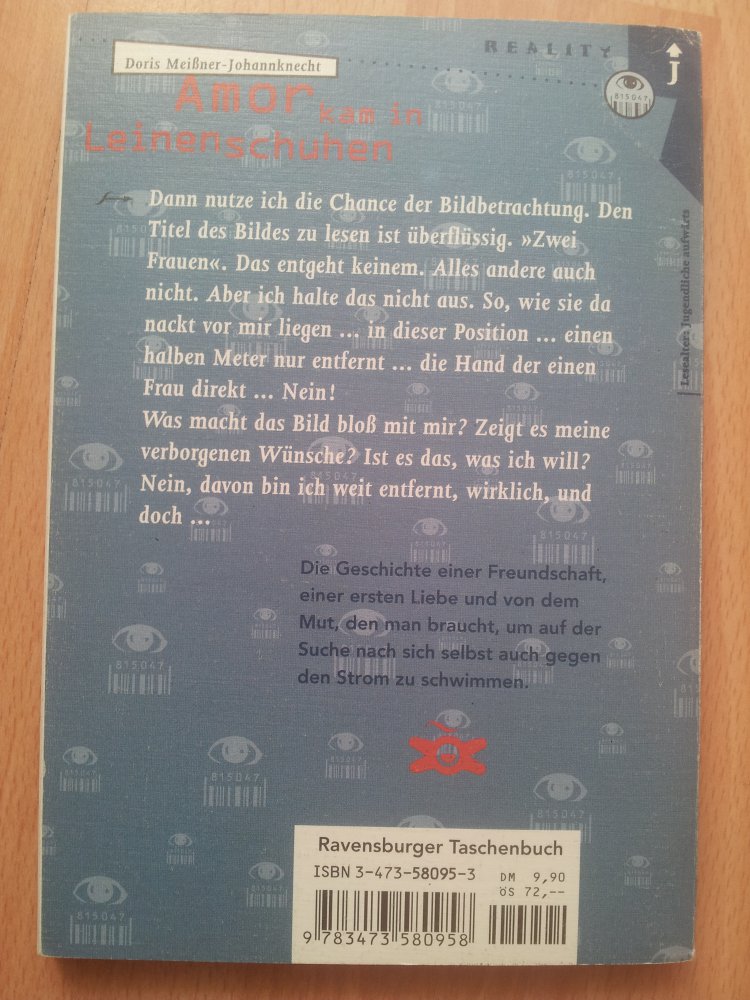 REALITY
J
Doris Meißner-Johannknecht
815047
Amor kam in
Leinenschuhen
Dann nutze ich die Chance der Bildbetrachtung. Den
Titel des Bildes zu lesen ist überflüssig. »Zwei
Frauen«. Das entgeht keinem. Alles andere auch
nicht. Aber ich halte das nicht aus. So, wie sie da
nackt vor mir liegen ... in dieser Position ... einen
halben Meter nur entfernt ... die Hand der einen
Frau direkt ... Nein!
Was macht das Bild bloß mit mir? Zeigt es meine
verborgenen Wünsche? Ist es das, was ich will?
Nein, davon bin ich weit entfernt, wirklich, und
doch ...
Lesealter: Jugendliche aufwärts
Die Geschichte einer Freundschaft,
einer ersten Liebe und von dem
Mut, den man braucht, um auf der
Suche nach sich selbst auch gegen
den Strom zu schwimmen.
Ravensburger Taschenbuch
ISBN 3-473-58095-3
DM 9,90
öS 72,--
9 783473 580958